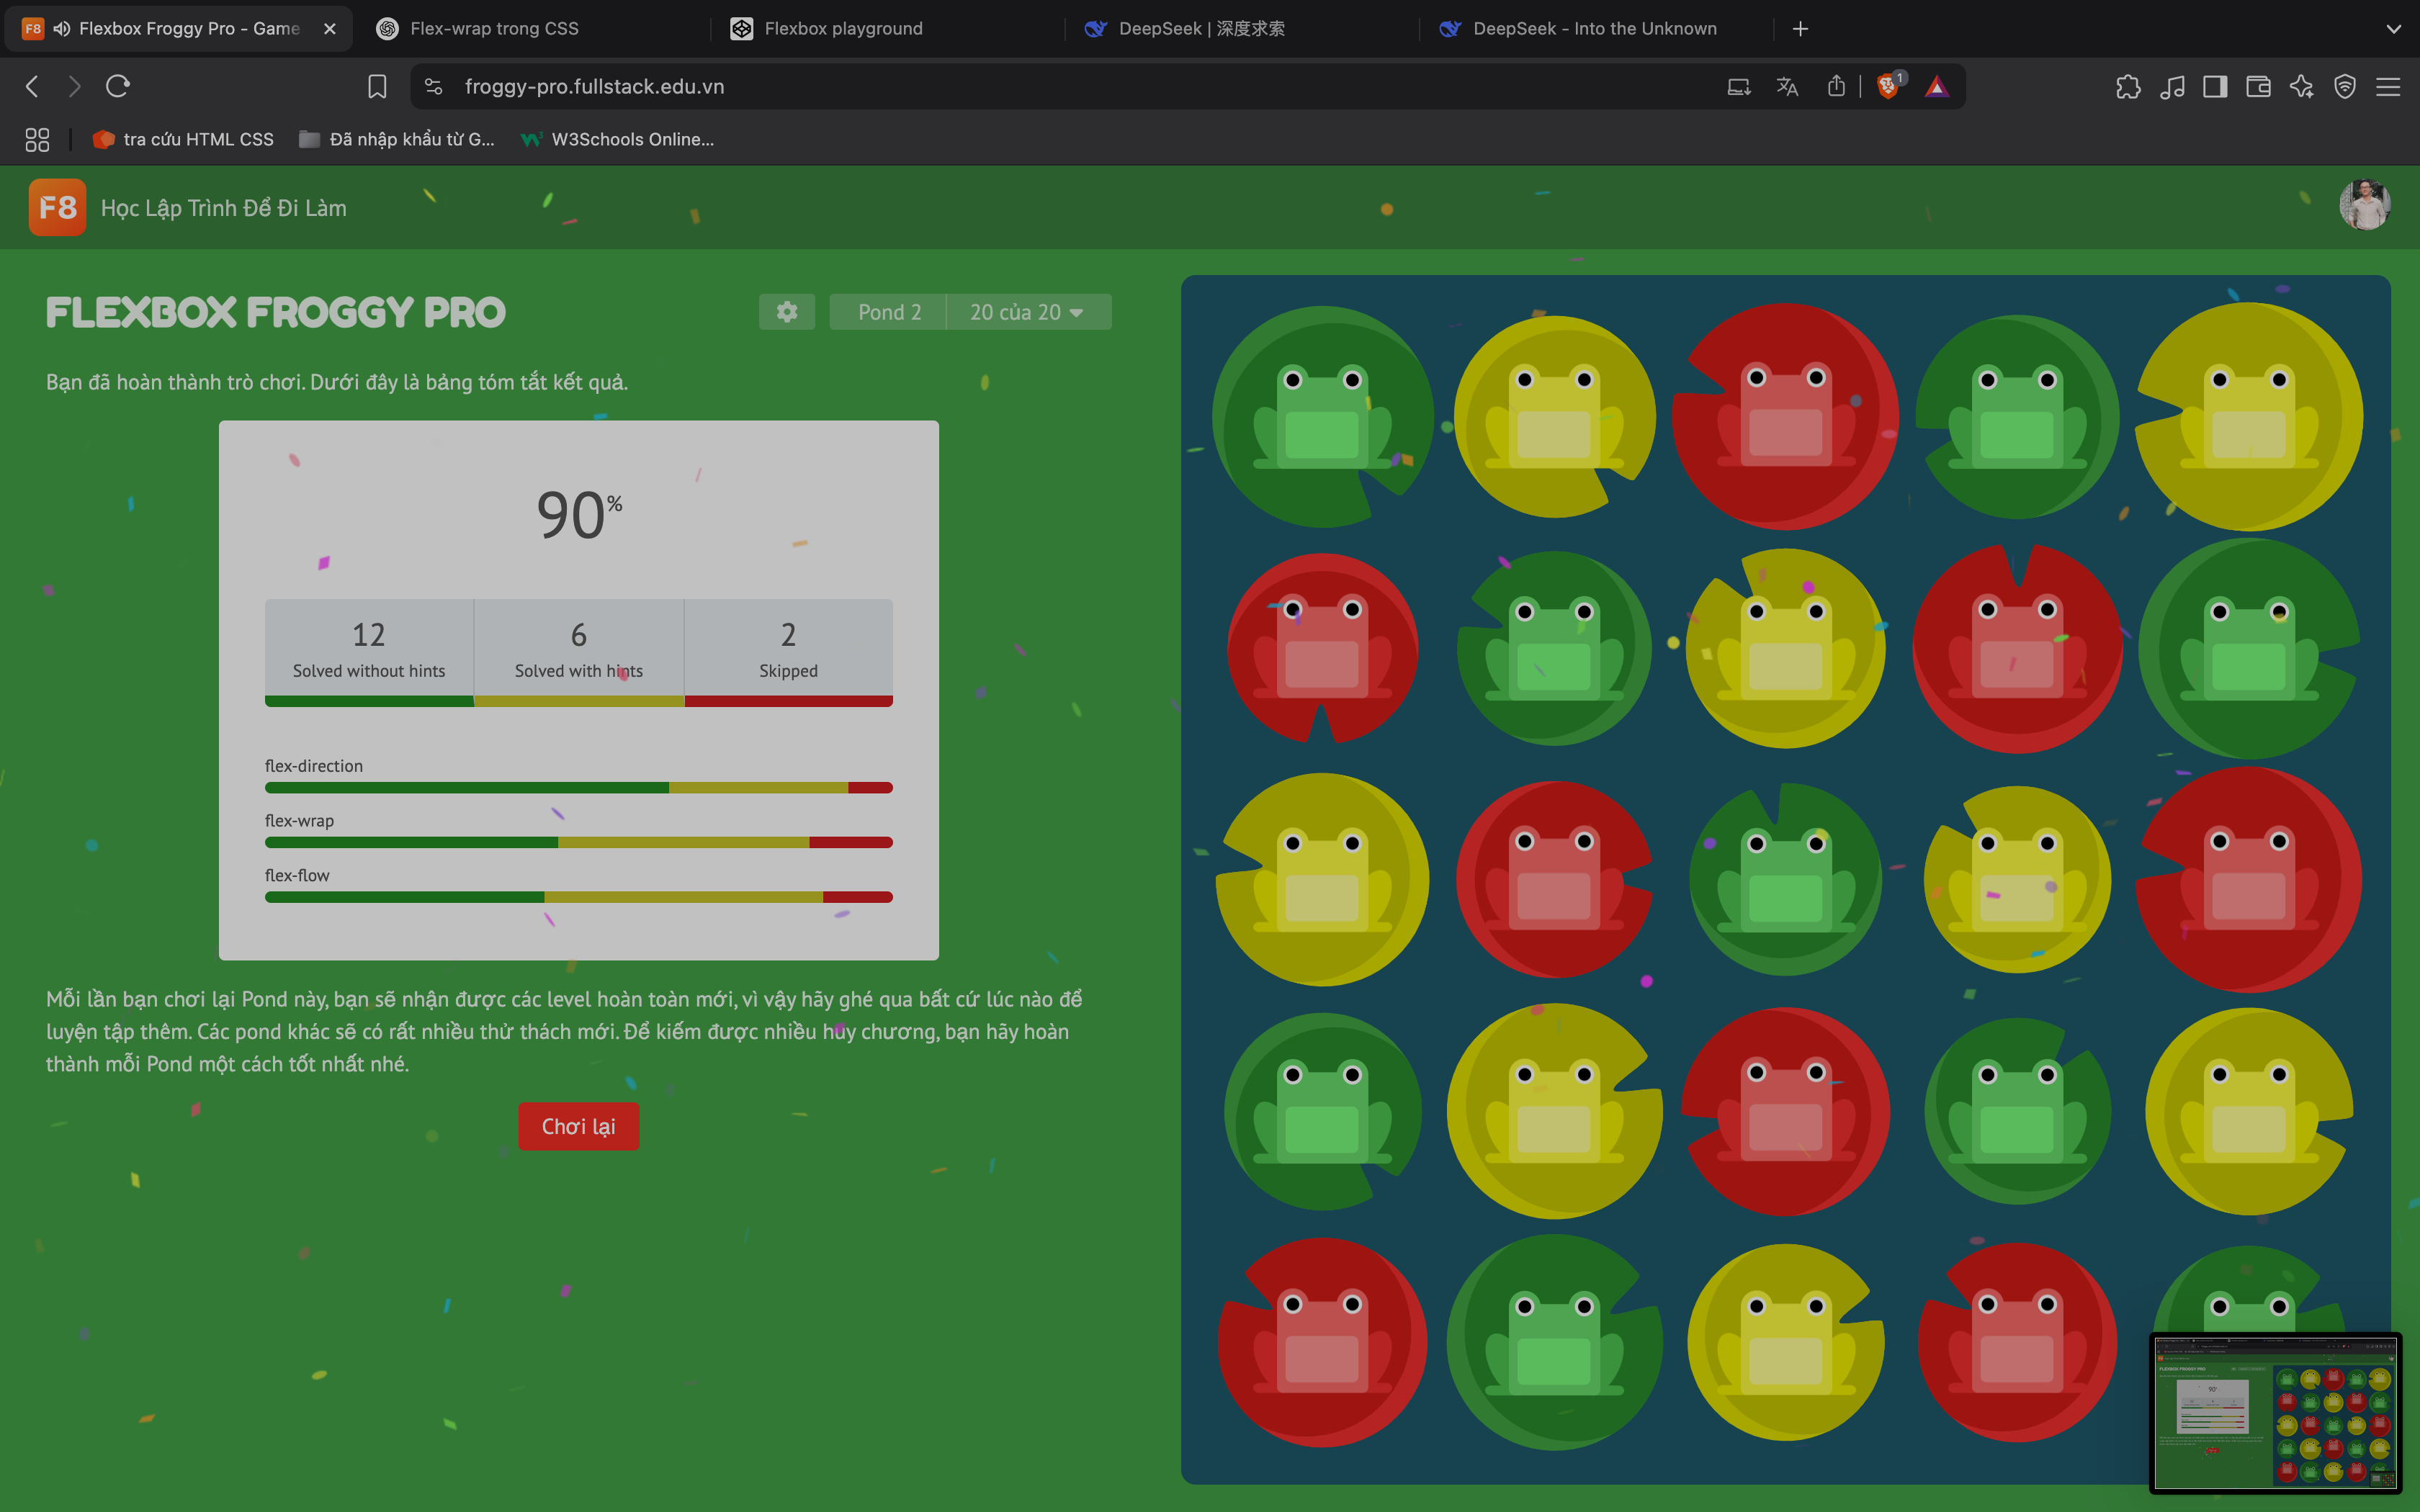 F8 Flexbox Froggy Pro - Game
Flex-wrap trong CSS
Flexbox playground
DeepSeek | 深度求索
DeepSeek - Into the Unknown
froggy-pro.fullstack.edu.vn
1
tra cứu HTML CSS
Đã nhập khẩu từ G...
W3Schools Online...
F8 Học Lập Trình Để Đi Làm
FLEXBOX FROGGY PRO
Pond 2
20 của 20
Bạn đã hoàn thành trò chơi. Dưới đây là bảng tóm tắt kết quả.
90%
12
Solved without hints
6
Solved with hints
2
Skipped
flex-direction
flex-wrap
flex-flow
Mỗi lần bạn chơi lại Pond này, bạn sẽ nhận được các level hoàn toàn mới, vì vậy hãy ghé qua bất cứ lúc nào để
luyện tập thêm. Các pond khác sẽ có rất nhiều thử thách mới. Để kiếm được nhiều huy chương, bạn hãy hoàn
thành mỗi Pond một cách tốt nhất nhé.
Chơi lại